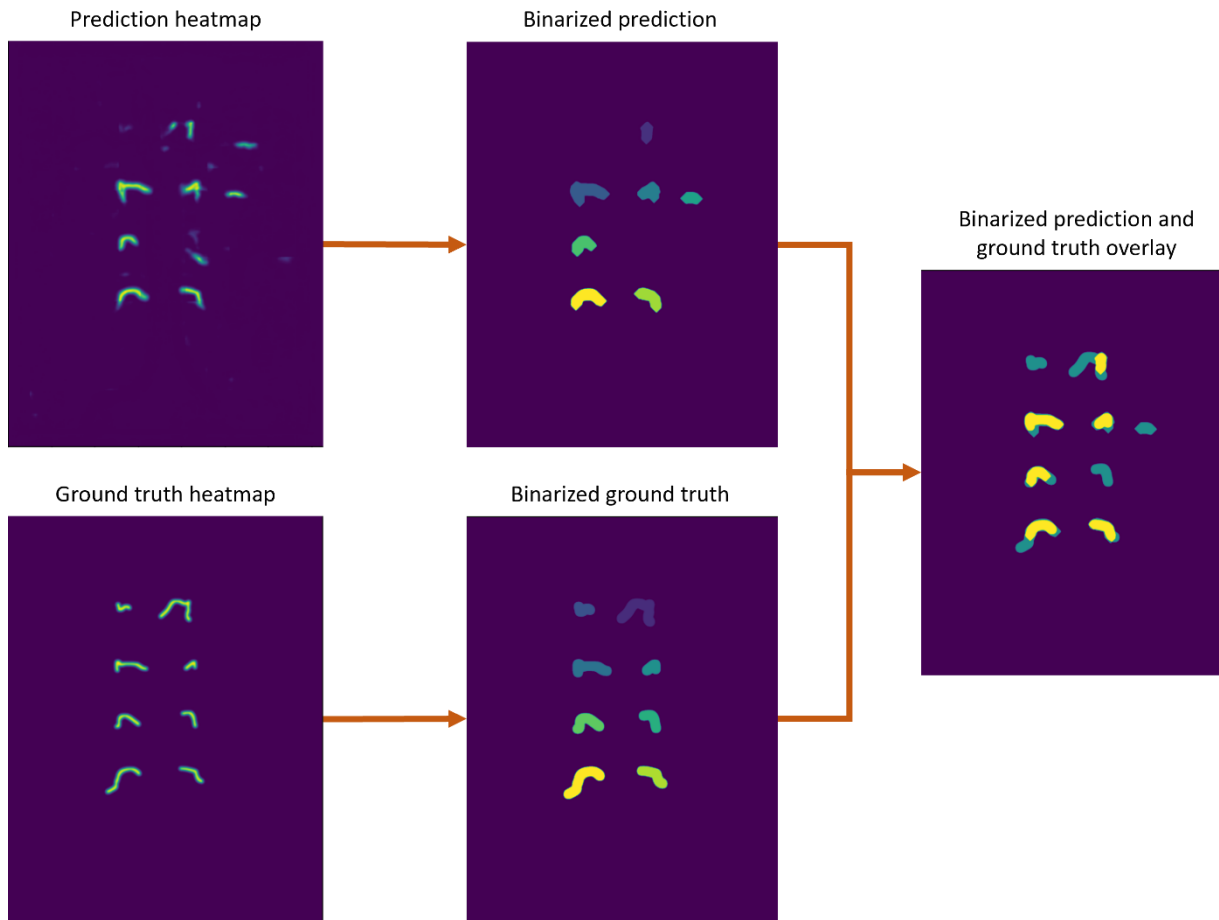 Prediction heatmap
Binarized prediction
Binarized prediction and
ground truth overlay
Ground truth heatmap
Binarized ground truth